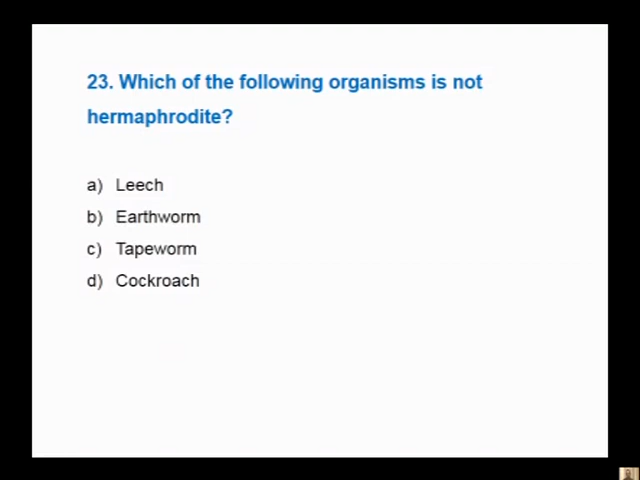 23. Which of the following organisms is not
hermaphrodite?
a) Leech
b) Earthworm
c) Tapeworm
d) Cockroach